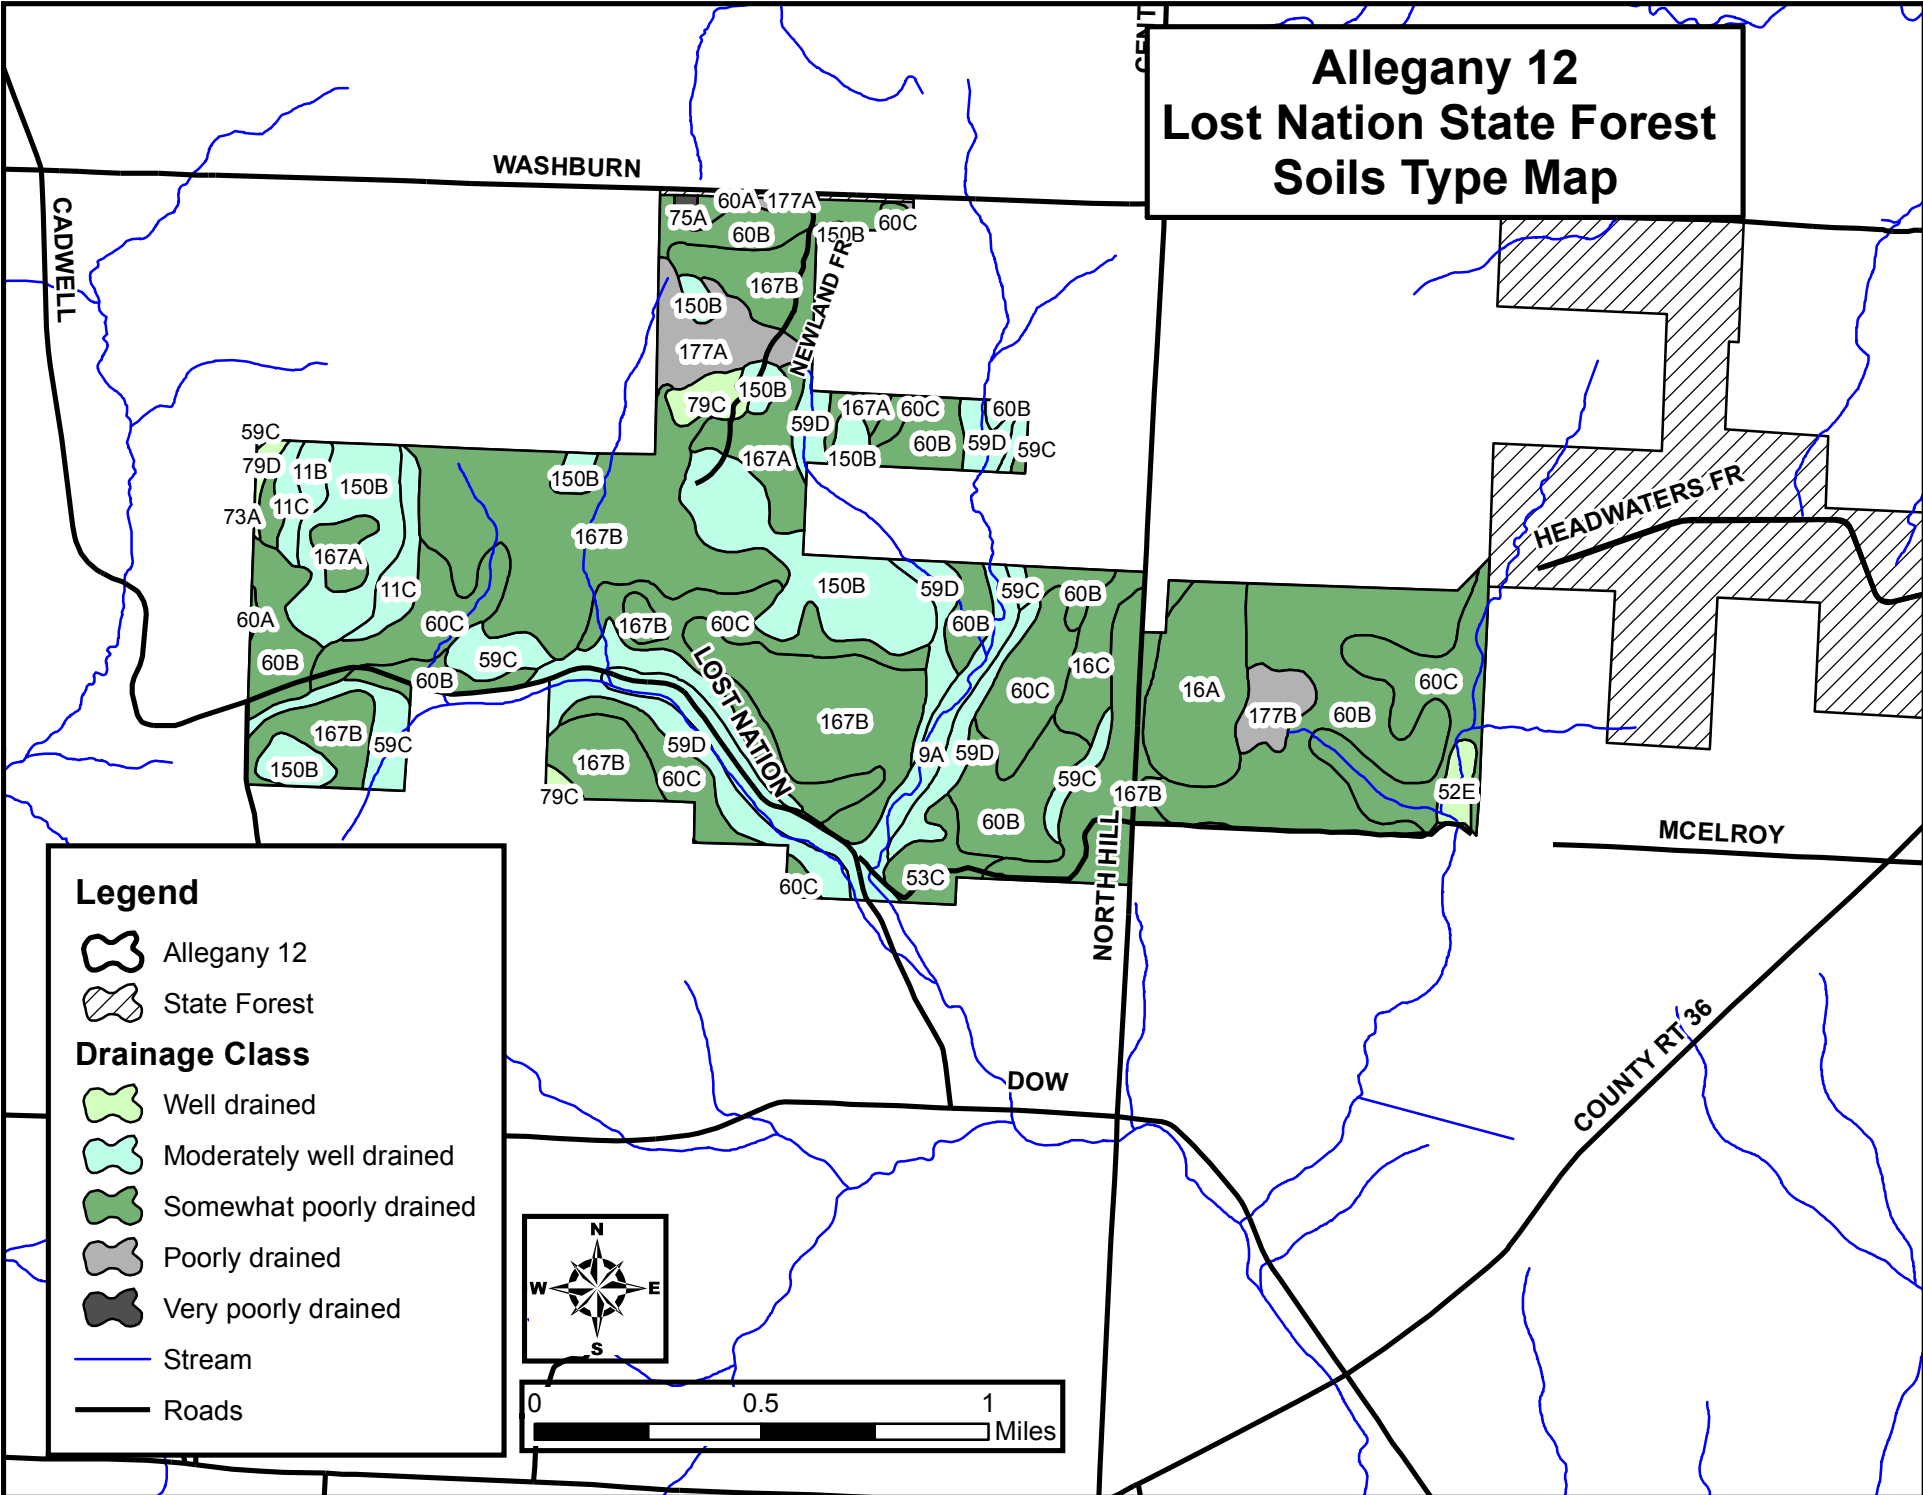 CENT
Allegany 12
Lost Nation State Forest
Soils Type Map
WASHBURN
CADWELL
60A
177A
75A
60C
60B
150B
NEWLAND FR
167B
150B
177A
150B
79C
167A
60C
60B
59D
59C
79D
11B
150B
167A
150B
60B
59D
59C
150B
11C
73A
HEADWATERS FR
167B
167A
11C
150B
59D
59C
60B
60A
60C
167B
60C
60B
60B
59C
60B
LOST NATION
60C
16C
16A
60C
167B
59C
150B
167B
59D
60C
79C
167B
9A
59D
59C
167B
177B
60B
52E
60B
60C
53C
NORTH HILL
MCELROY
COUNTY RT 36
DOW
Legend
Allegany 12
State Forest
Drainage Class
Well drained
Moderately well drained
Somewhat poorly drained
Poorly drained
Very poorly drained
Stream
Roads
N
W
E
S
0
0.5
1
Miles